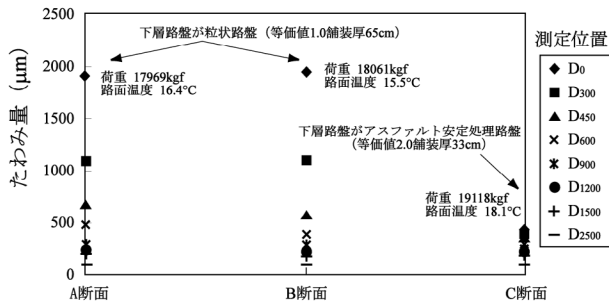 下層路盤が粒状路盤（等価値1.0舗装厚65cm）
測定位置
たわみ量（μm）
2500
2000
1500
1000
500
0
荷重 17969kgf
路面温度 16.4℃
荷重 18061kgf
路面温度 15.5℃
下層路盤がアスファルト安定処理路盤
（等価値2.0舗装厚33cm）
荷重 19118kgf
路面温度 18.1℃
D0
D300
D450
D600
D900
D1200
D1500
D2500
A断面
B断面
C断面